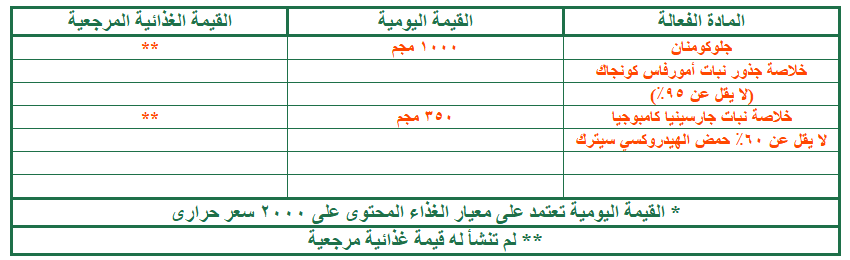 المادة الفعالة القيمة اليومية القيمة الغذائية المرجعية
جلوكومنان ١٠٠٠ مجم **
خلاصة جذور نبات أمورفاس كونجاك
(لا يقل عن ٩٥٪)
خلاصة نبات جارسينيا كامبوجيا ٣٥٠ مجم **
لا يقل عن ٦٠٪ حمض الهيدروكسي سيترك
* القيمة اليومية تعتمد على معيار الغذاء المحتوى على ٢٠٠٠ سعر حرارى
** لم تنشأ له قيمة غذائية مرجعية